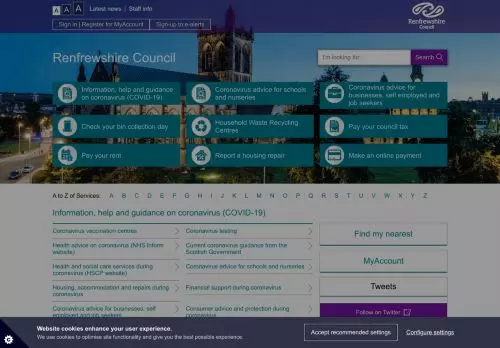 A A A Latest news | Staff info
Sign in | Register for MyAccount Sign-up to e-alerts
Renfrewshire
Council
Renfrewshire Council
I'm looking for... Search
Information, help and guidance
on coronavirus (COVID-19)
Coronavirus advice for schools
and nurseries
Coronavirus advice for
businesses, self employed and
job seekers
Check your bin collection day
Household Waste Recycling
Centres
Pay your council tax
Pay your rent
Report a housing repair
Make an online payment
A to Z of Services: A B C D E F G H I J K L M N O P Q R S T U V W X Y Z
Information, help and guidance on coronavirus (COVID-19)
Coronavirus vaccination centres
Coronavirus testing
Health advice on coronavirus (NHS Inform
website)
Current coronavirus guidance from the
Scottish Government
Health and social care services during
coronavirus (HSCP website)
Coronavirus advice for schools and nurseries
Housing, accommodation and repairs during
coronavirus
Financial support during coronavirus
Coronavirus advice for businesses, self
employed and job seekers
Consumer advice and protection during
coronavirus
Find my nearest
MyAccount
Tweets
Follow on Twitter
Website cookies enhance your user experience.
We use cookies to optimise site functionality and give you the best possible experience.
Accept recommended settings
Configure settings